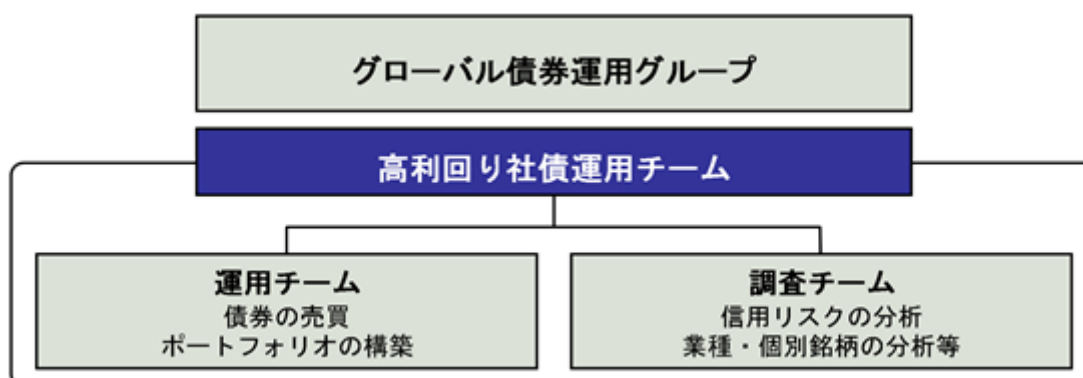 グローバル債券運用グループ
高利回り社債運用チーム
運用チーム
債券の売買
ポートフォリオの構築
調査チーム
信用リスクの分析
業種・個別銘柄の分析等